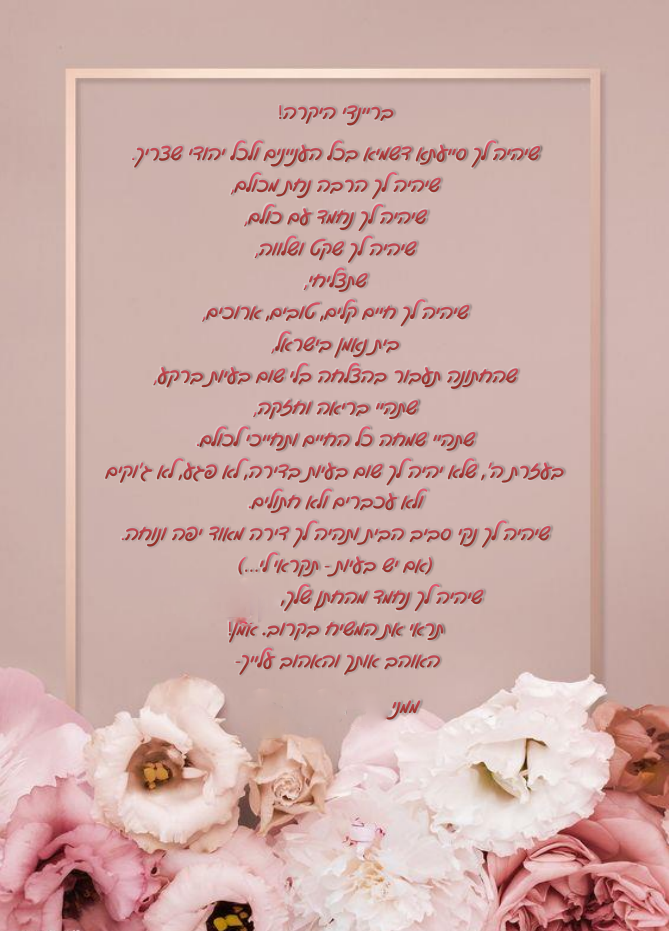 בריינדי היקרה!
שיהיה לך סייעתא דשמיא בכל העניינים ולכל יהודי שצריך.
שיהיה לך הרבה נחת מכולם,
שיהיה לך נחמד עם כולם,
שיהיה לך שקט ושלווה,
שתצליחי,
שיהיה לך חיים קלים, טובים, ארוכים,
בית נאמן בישראל,
שהחתונה תעבור בהצלחה בלי שום בעיות ברקע,
שתהיי בריאה וחזקה,
שתהיי שמחה כל החיים ותחייכי לכולם.
בעזרת ה', שלא יהיה לך שום בעיות בדירה, לא פגע, לא ג'וקים
ולא עכברים ולא חתולים.
שיהיה לך נקי סביב הבית ותהיה לך דירה מאוד יפה ונוחה.
(אם יש בעיות- תקראי לי...)
שיהיה לך נחמד מהחתן שלך,
תראי את המשיח בקרוב. אמן!
האוהב אותך והאהוב עלייך-
ממני